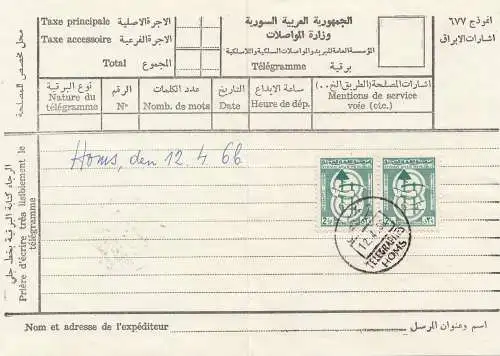 انموذج ٦٧٧
اشارات الابراق
الجمهورية العربية السورية
وزارة المواصلات
المؤسسة العامة للبريد والمواصلات السلكية واللاسلكية
برقية Télégramme
Taxe principale الاجرة الاصلية
Taxe accessoire الاجرة الفرعية
Total المجموع
محل مخصص للمصلحة
نوع البرقية
Nature du
télégramme
الرقم
Nº
عدد الكلمات
Nomb. de mots
التاريخ
Date
ساعة الايداع
Heure de dép.
اشارات المصلحة (الطريق الخ ..)
Mentions de service
voie (etc.)
الرجاء كتابة البرقية بخط جلي
Prière d'écrire très lisiblement le
télégramme
Homs, den 12.4 66
TELEGRAPHE
HOMS
Nom et adresse de l'expéditeur اسم وعنوان المرسل